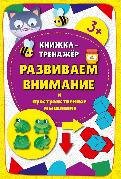 3+
КНИЖКА-
ТРЕНАЖЁР
РАЗВИВАЕМ
ВНИМАНИЕ
и
пространственное
мышление